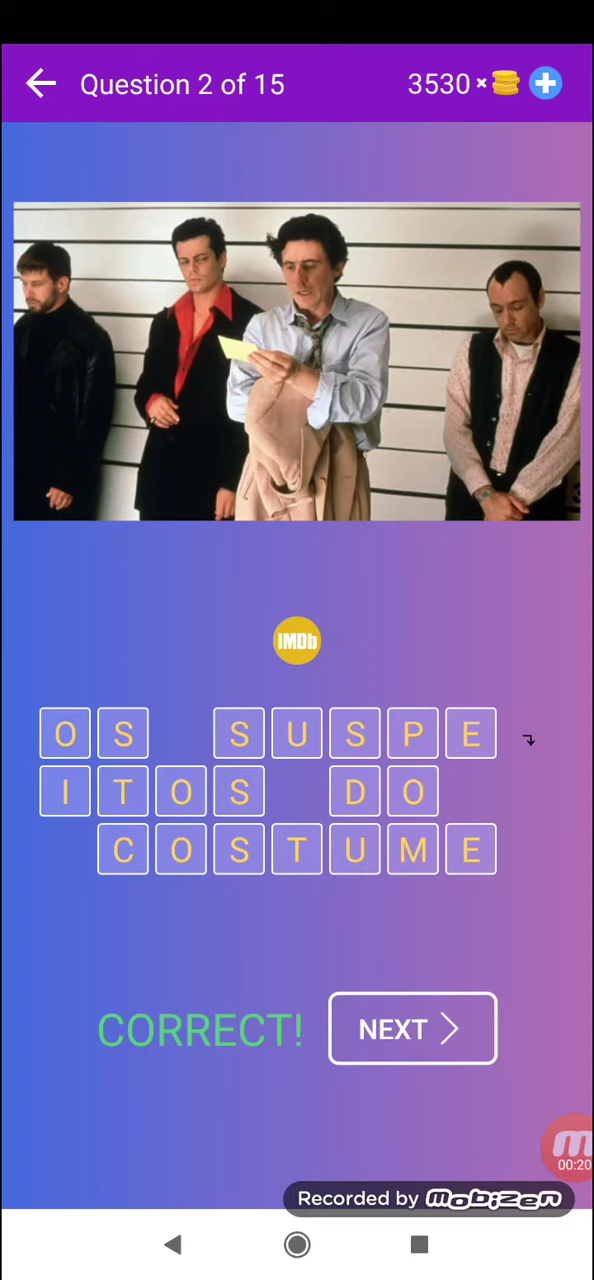 Question 2 of 15
3530 ×
IMDb
OS SUSPE
ITOS DO
COSTUME
CORRECT!
NEXT
00:20
Recorded by mobizen